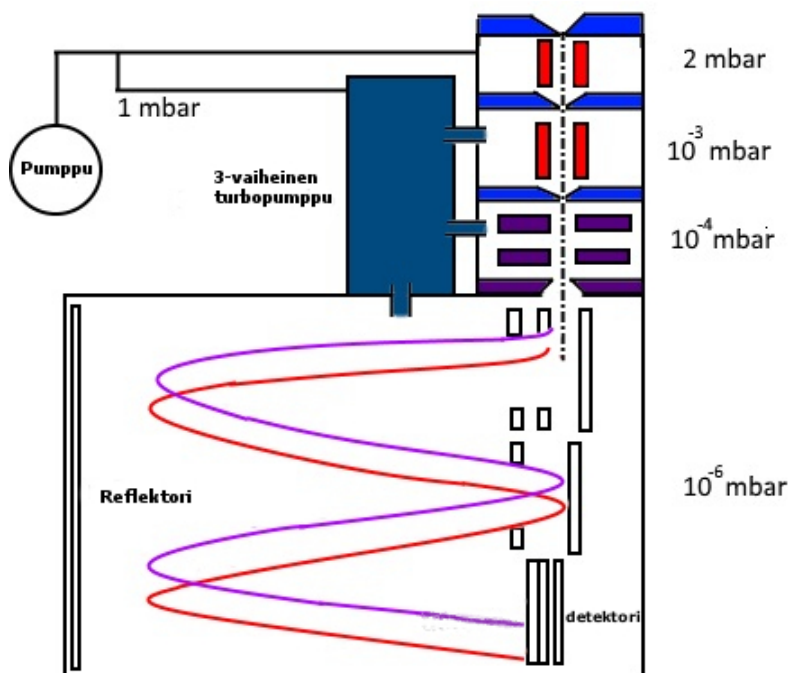 2 mbar
1 mbar
Pumppu
3-vaiheinen
turbopumppu
10⁻³ mbar
10⁻⁴ mbar
Reflektori
10⁻⁶ mbar
detektori